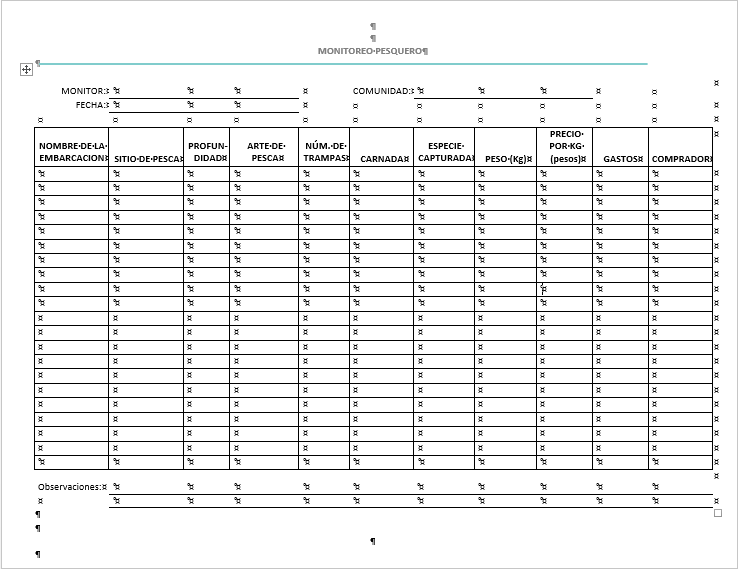 MONITOREO PESQUERO
MONITOR: COMUNIDAD:
FECHA:
NOMBRE DE LA EMBARCACION SITIO DE PESCA PROFUN-DIDAD ARTE DE PESCA NÚM. DE TRAMPAS CARNADA ESPECIE CAPTURADA PESO (Kg) PRECIO POR KG (pesos) GASTOS COMPRADOR
Observaciones: